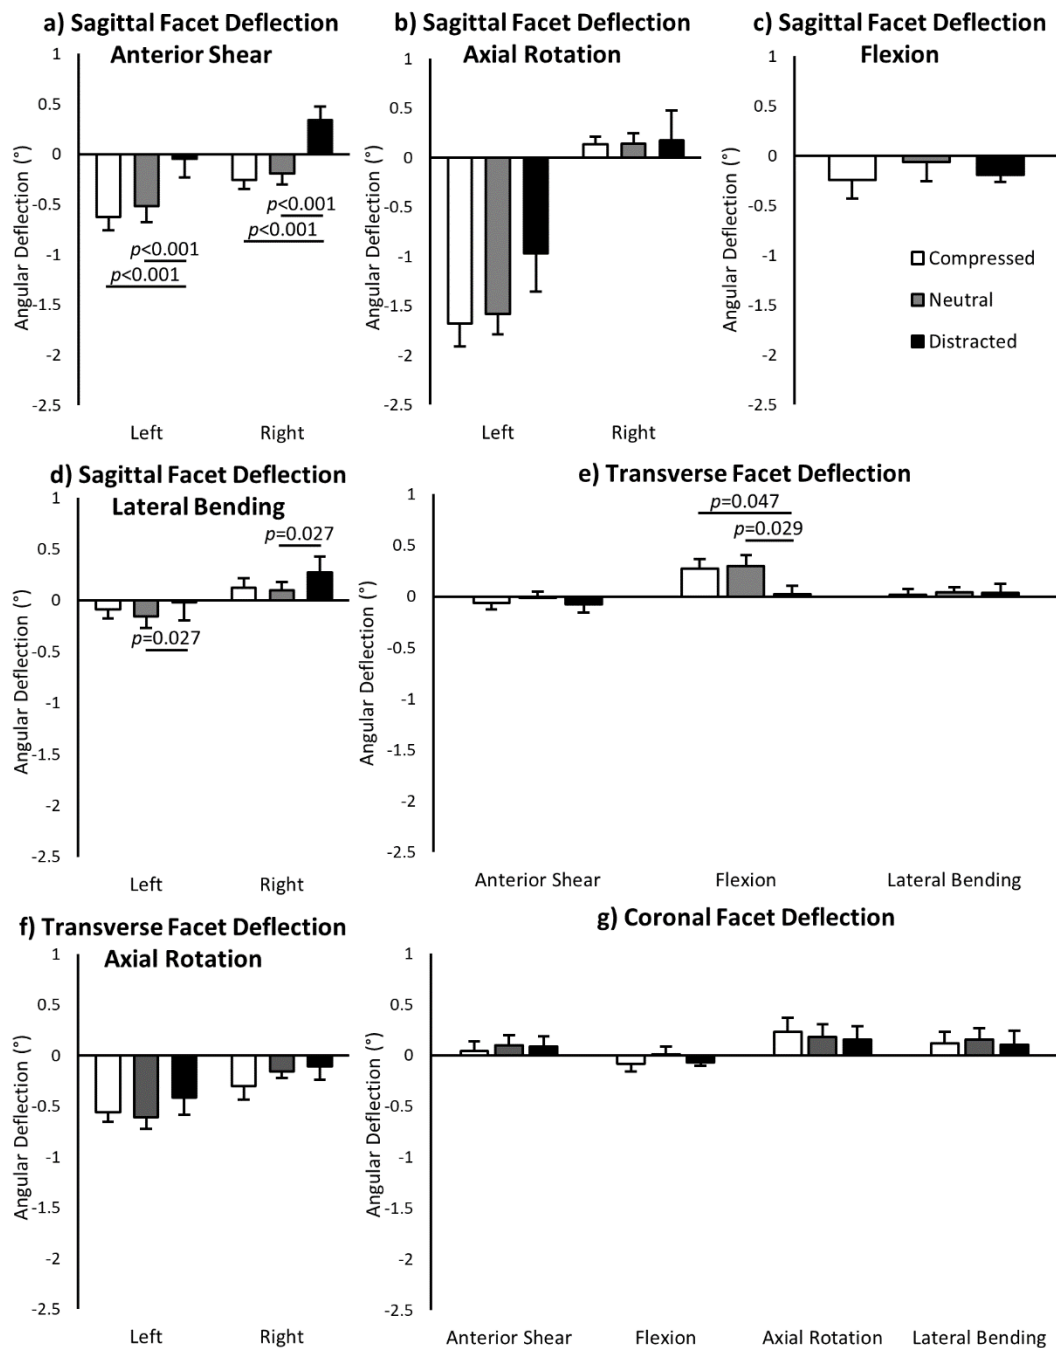 a) Sagittal Facet Deflection
Anterior Shear
1
0.5
0
-0.5
-1
-1.5
-2
-2.5
Angular Deflection (°)
p<0.001
p<0.001
p<0.001
p<0.001
Left
Right
b) Sagittal Facet Deflection
Axial Rotation
1
0.5
0
-0.5
-1
-1.5
-2
-2.5
Angular Deflection (°)
Left
Right
c) Sagittal Facet Deflection
Flexion
1
0.5
0
-0.5
-1
-1.5
-2
-2.5
Angular Deflection (°)
Compressed
Neutral
Distracted
d) Sagittal Facet Deflection
Lateral Bending
1
0.5
0
-0.5
-1
-1.5
-2
-2.5
Angular Deflection (°)
p=0.027
p=0.027
Left
Right
e) Transverse Facet Deflection
1
0.5
0
-0.5
-1
-1.5
-2
-2.5
Angular Deflection (°)
p=0.047
p=0.029
Anterior Shear
Flexion
Lateral Bending
f) Transverse Facet Deflection
Axial Rotation
1
0.5
0
-0.5
-1
-1.5
-2
-2.5
Angular Deflection (°)
Left
Right
g) Coronal Facet Deflection
1
0.5
0
-0.5
-1
-1.5
-2
-2.5
Angular Deflection (°)
Anterior Shear
Flexion
Axial Rotation
Lateral Bending